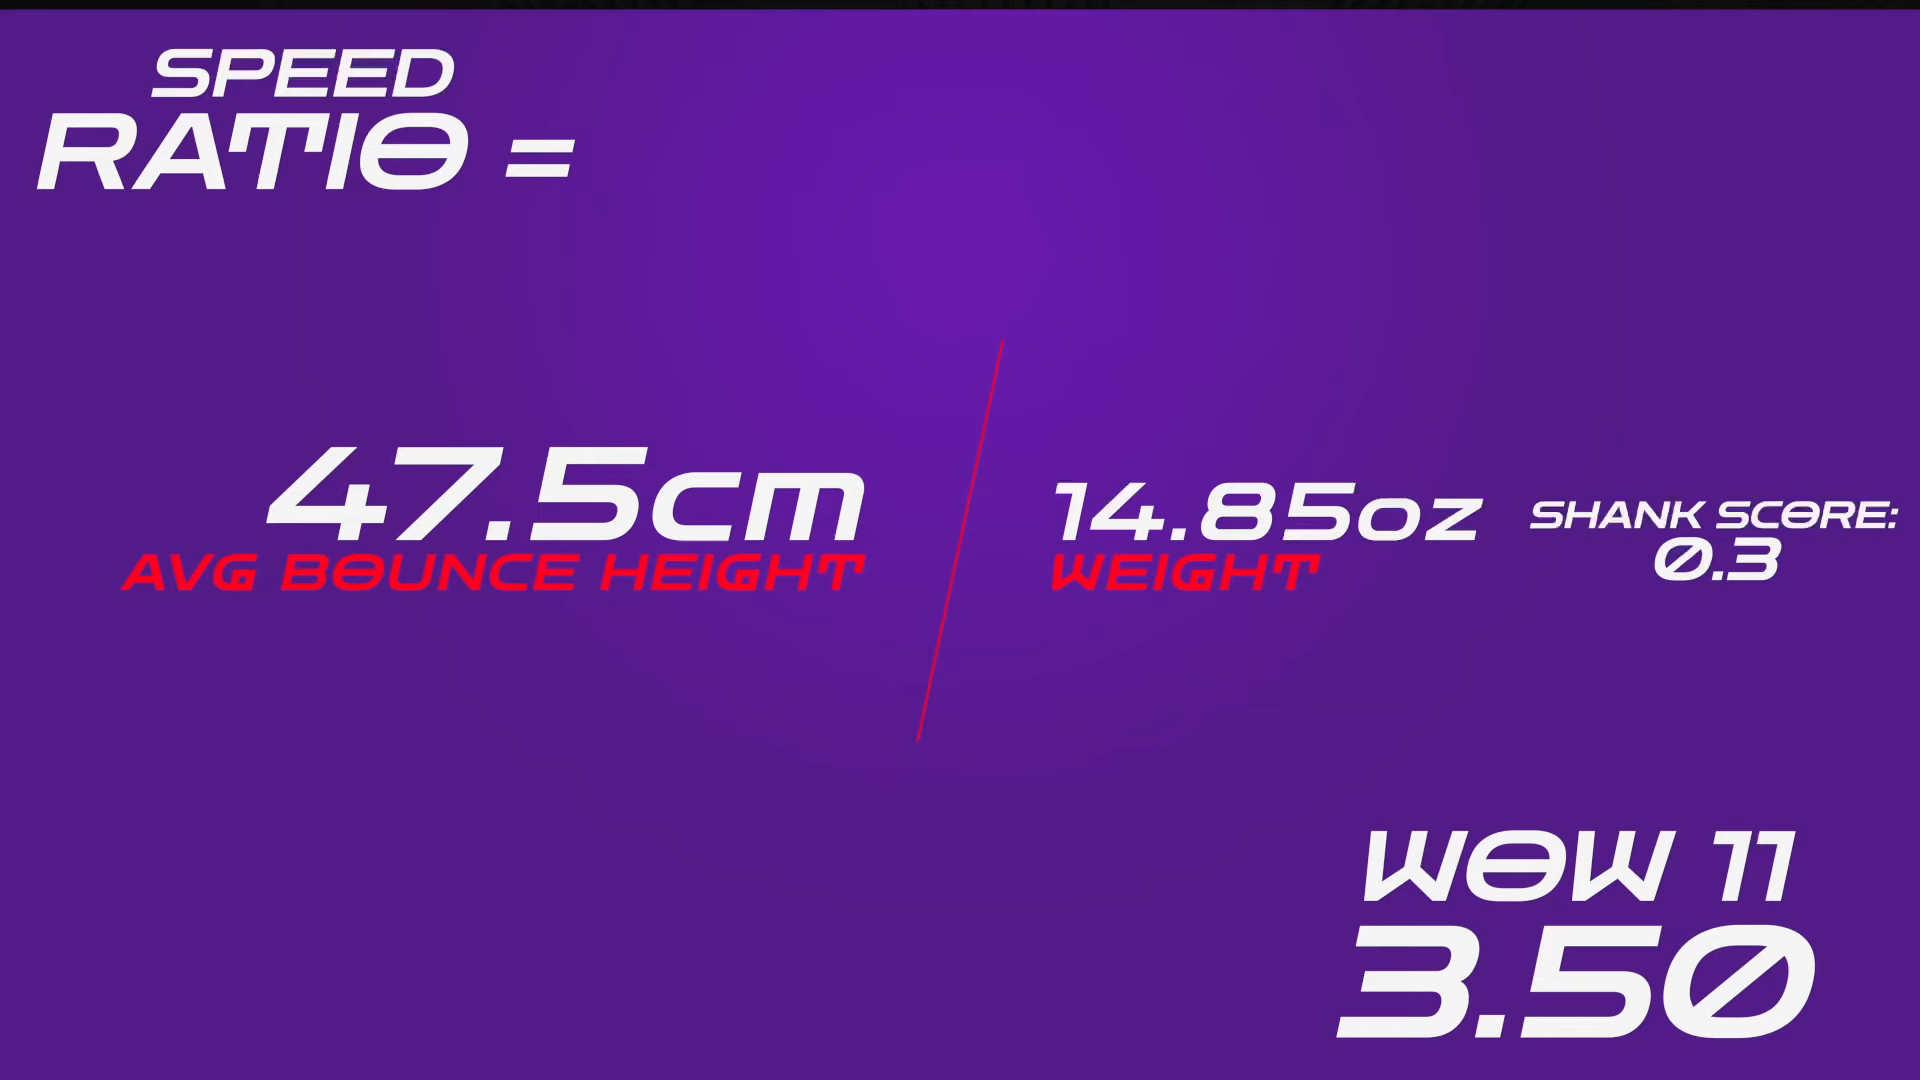 SPEED
RATIO =
47.5cm
AVG BOUNCE HEIGHT
14.85oz
WEIGHT
SHANK SCORE:
0.3
WOW 11
3.50